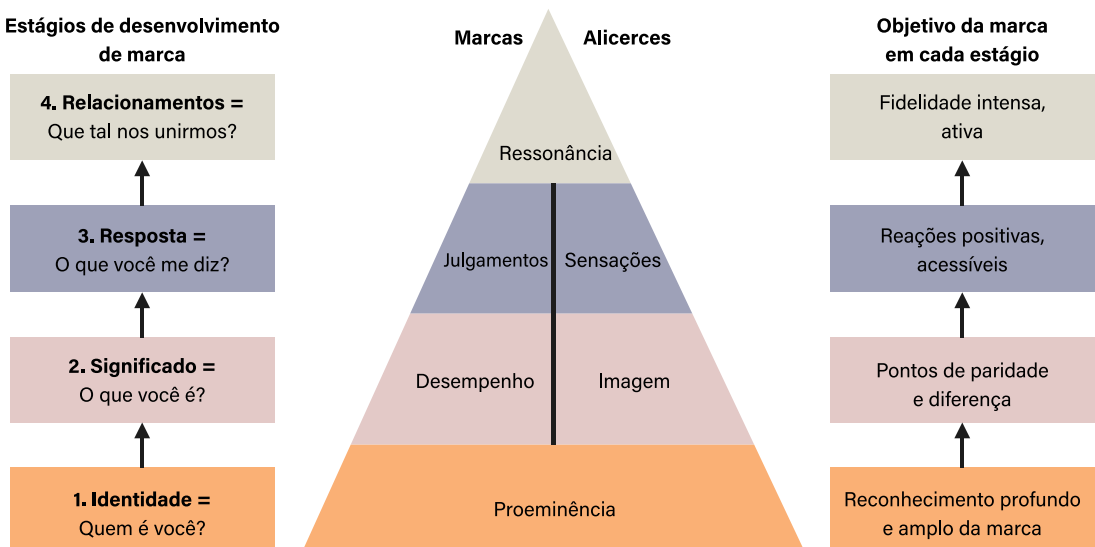 Estágios de desenvolvimento
de marca
4. Relacionamentos =
Que tal nos unirmos?
3. Resposta =
O que você me diz?
2. Significado =
O que você é?
1. Identidade =
Quem é você?
Marcas
Alicerces
Ressonância
Julgamentos
Sensações
Desempenho
Imagem
Proeminência
Objetivo da marca
em cada estágio
Fidelidade intensa,
ativa
Reações positivas,
acessíveis
Pontos de paridade
e diferença
Reconhecimento profundo
e amplo da marca